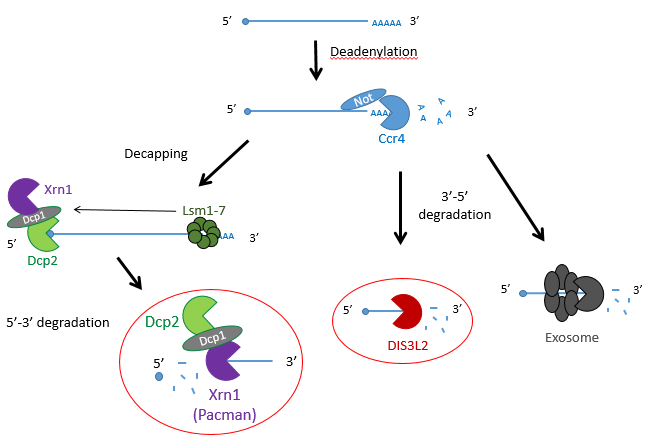 5’ AAAAA 3’
Deadenylation
5’ Not AAA A A A A A 3’
Ccr4
Decapping
Xrn1
Dcp1
Lsm1-7
5’ AAA 3’
Dcp2
3’-5’
degradation
5’-3’ degradation
Dcp2
Dcp1
5’ 3’
Xrn1
(Pacman)
5’ 3’
DIS3L2
5’ 3’
Exosome